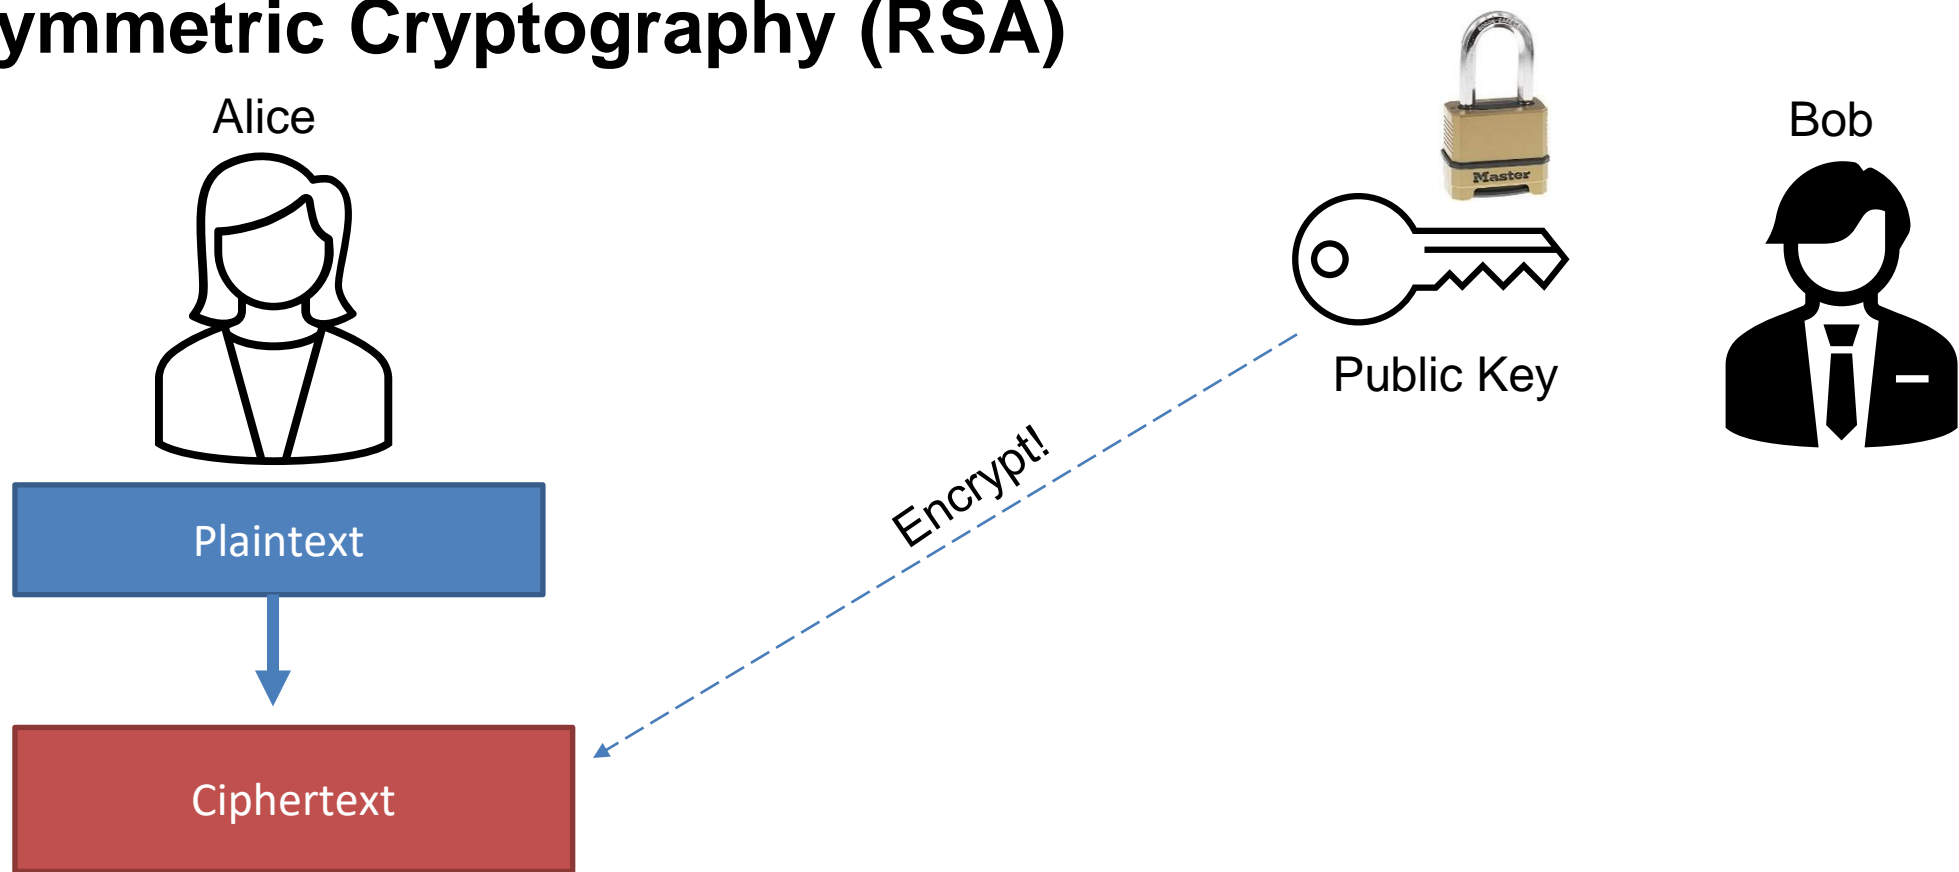 ymmetric Cryptography (RSA)
Alice
Bob
Master
Public Key
Encrypt!
Plaintext
Ciphertext